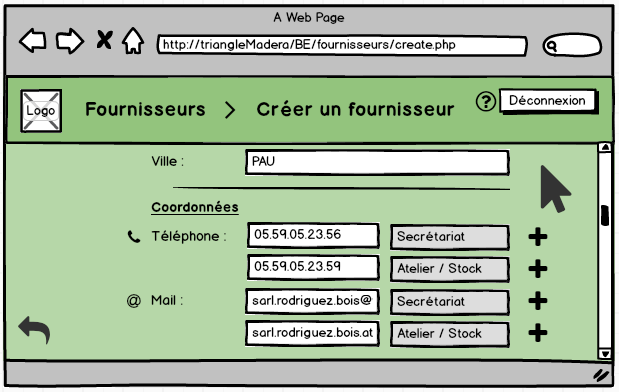 A Web Page
http://triangleMadera/BE/fournisseurs/create.php
Logo
Fournisseurs > Créer un fournisseur
? Déconnexion
Ville : PAU
Coordonnées
Téléphone : 05.59.05.23.56 Secrétariat
05.59.05.23.59 Atelier / Stock
@ Mail : sarl.rodriguez.bois@ Secrétariat
sarl.rodriguez.bois.at Atelier / Stock